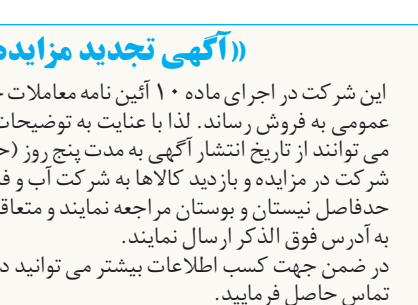 «آگهی تجدید مزایده
این شرکت در اجرای ماده ۱۰ آئین نامه معاملات
عمومی به فروش رساند. لذا با عنایت به توضیحات
می توانند از تاریخ انتشار آگهی به مدت پنج روز
شرکت در مزایده و بازدید کالاها به شرکت آب و
حدفاصل نیستان و بوستان مراجعه نمایند و
به آدرس فوق الذکر ارسال نمایند.
در ضمن جهت کسب اطلاعات بیشتر می توانید
تماس حاصل فرمایید.